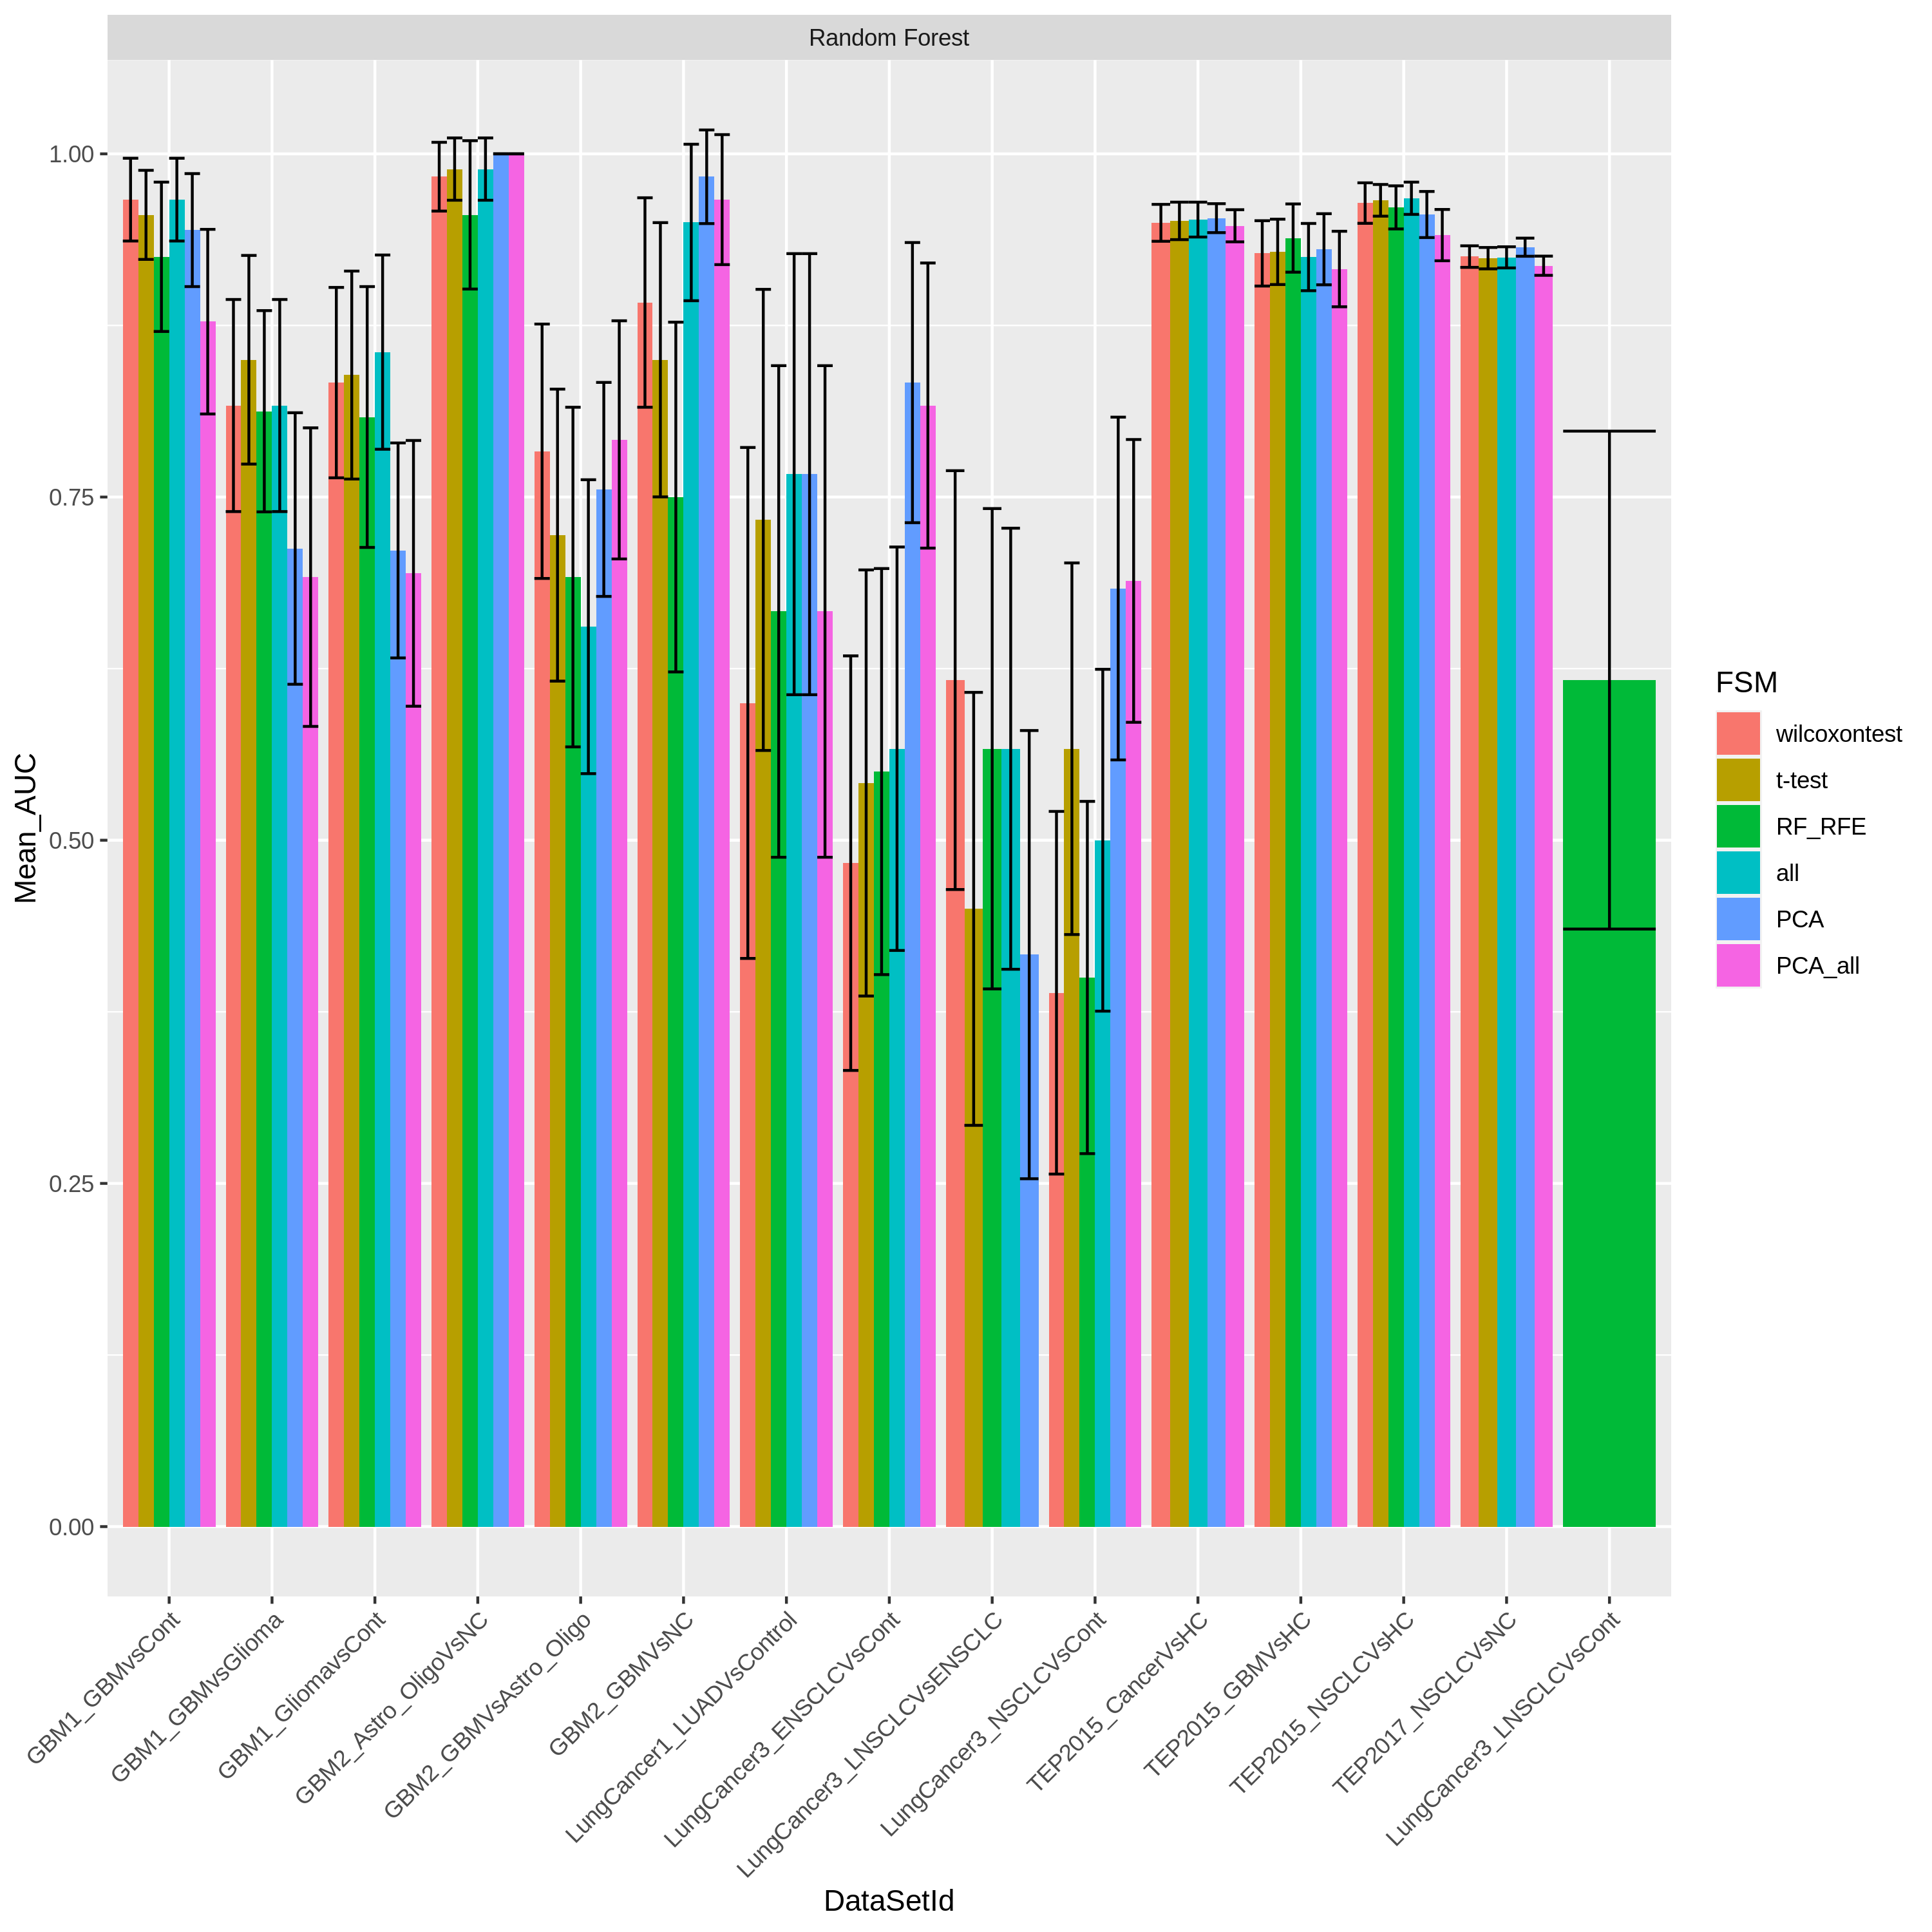 Random Forest
Mean_AUC
1.00
0.75
0.50
0.25
0.00
GBM1_GBMvsCont
GBM1_GBMvsGlioma
GBM1_GliomavsCont
GBM2_Astro_OligoVsNC
GBM2_GBMVsAstro_Oligo
GBM2_GBMVsNC
LungCancer1_LUADVsControl
LungCancer3_ENSCLCVsCont
LungCancer3_LNSCLCVsENSCLC
LungCancer3_NSCLCVsCont
TEP2015_CancerVsHC
TEP2015_GBMVsHC
TEP2015_NSCLCVsHC
TEP2017_NSCLCVsNC
LungCancer3_LNSCLCVsCont
DataSetId
FSM
wilcoxontest
t-test
RF_RFE
all
PCA
PCA_all